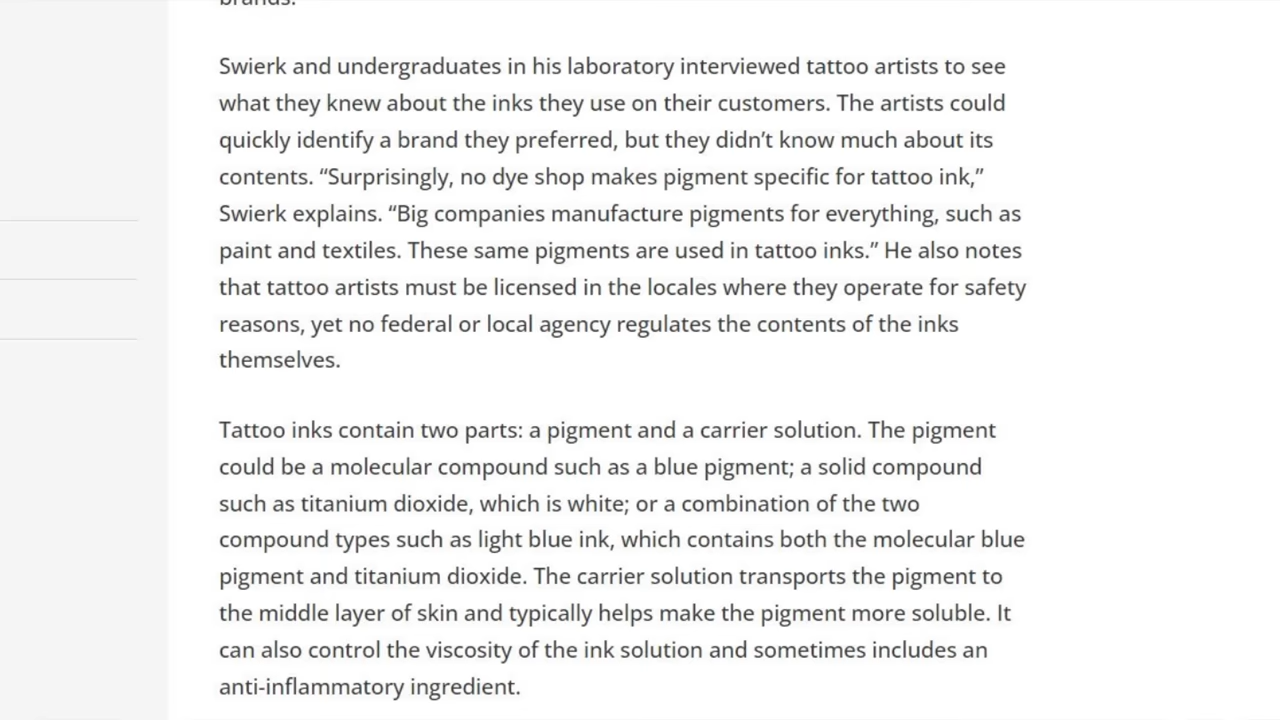 brands.
Swierk and undergraduates in his laboratory interviewed tattoo artists to see
what they knew about the inks they use on their customers. The artists could
quickly identify a brand they preferred, but they didn’t know much about its
contents. “Surprisingly, no dye shop makes pigment specific for tattoo ink,”
Swierk explains. “Big companies manufacture pigments for everything, such as
paint and textiles. These same pigments are used in tattoo inks.” He also notes
that tattoo artists must be licensed in the locales where they operate for safety
reasons, yet no federal or local agency regulates the contents of the inks
themselves.
Tattoo inks contain two parts: a pigment and a carrier solution. The pigment
could be a molecular compound such as a blue pigment; a solid compound
such as titanium dioxide, which is white; or a combination of the two
compound types such as light blue ink, which contains both the molecular blue
pigment and titanium dioxide. The carrier solution transports the pigment to
the middle layer of skin and typically helps make the pigment more soluble. It
can also control the viscosity of the ink solution and sometimes includes an
anti-inflammatory ingredient.